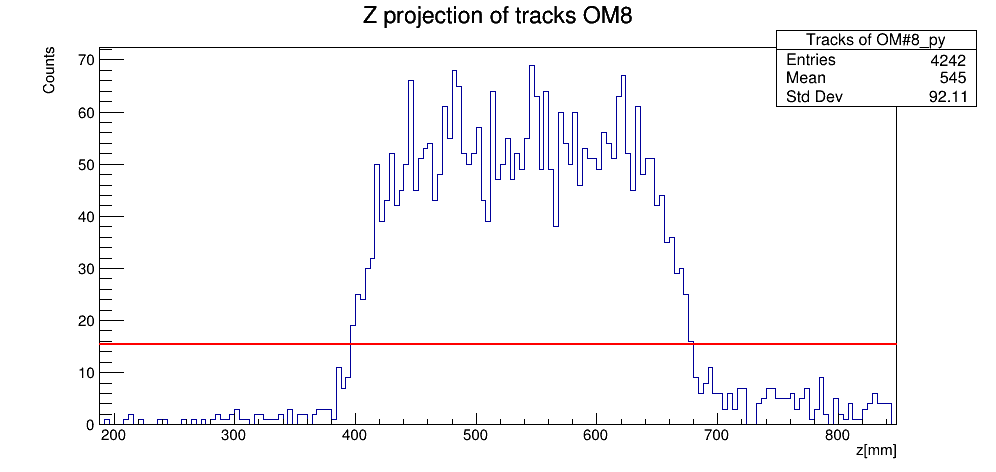 Z projection of tracks OM8
Tracks of OM#8_py
Entries 4242
Mean 545
Std Dev 92.11
Counts
70
60
50
40
30
20
10
0
200 300 400 500 600 700 800
z[mm]